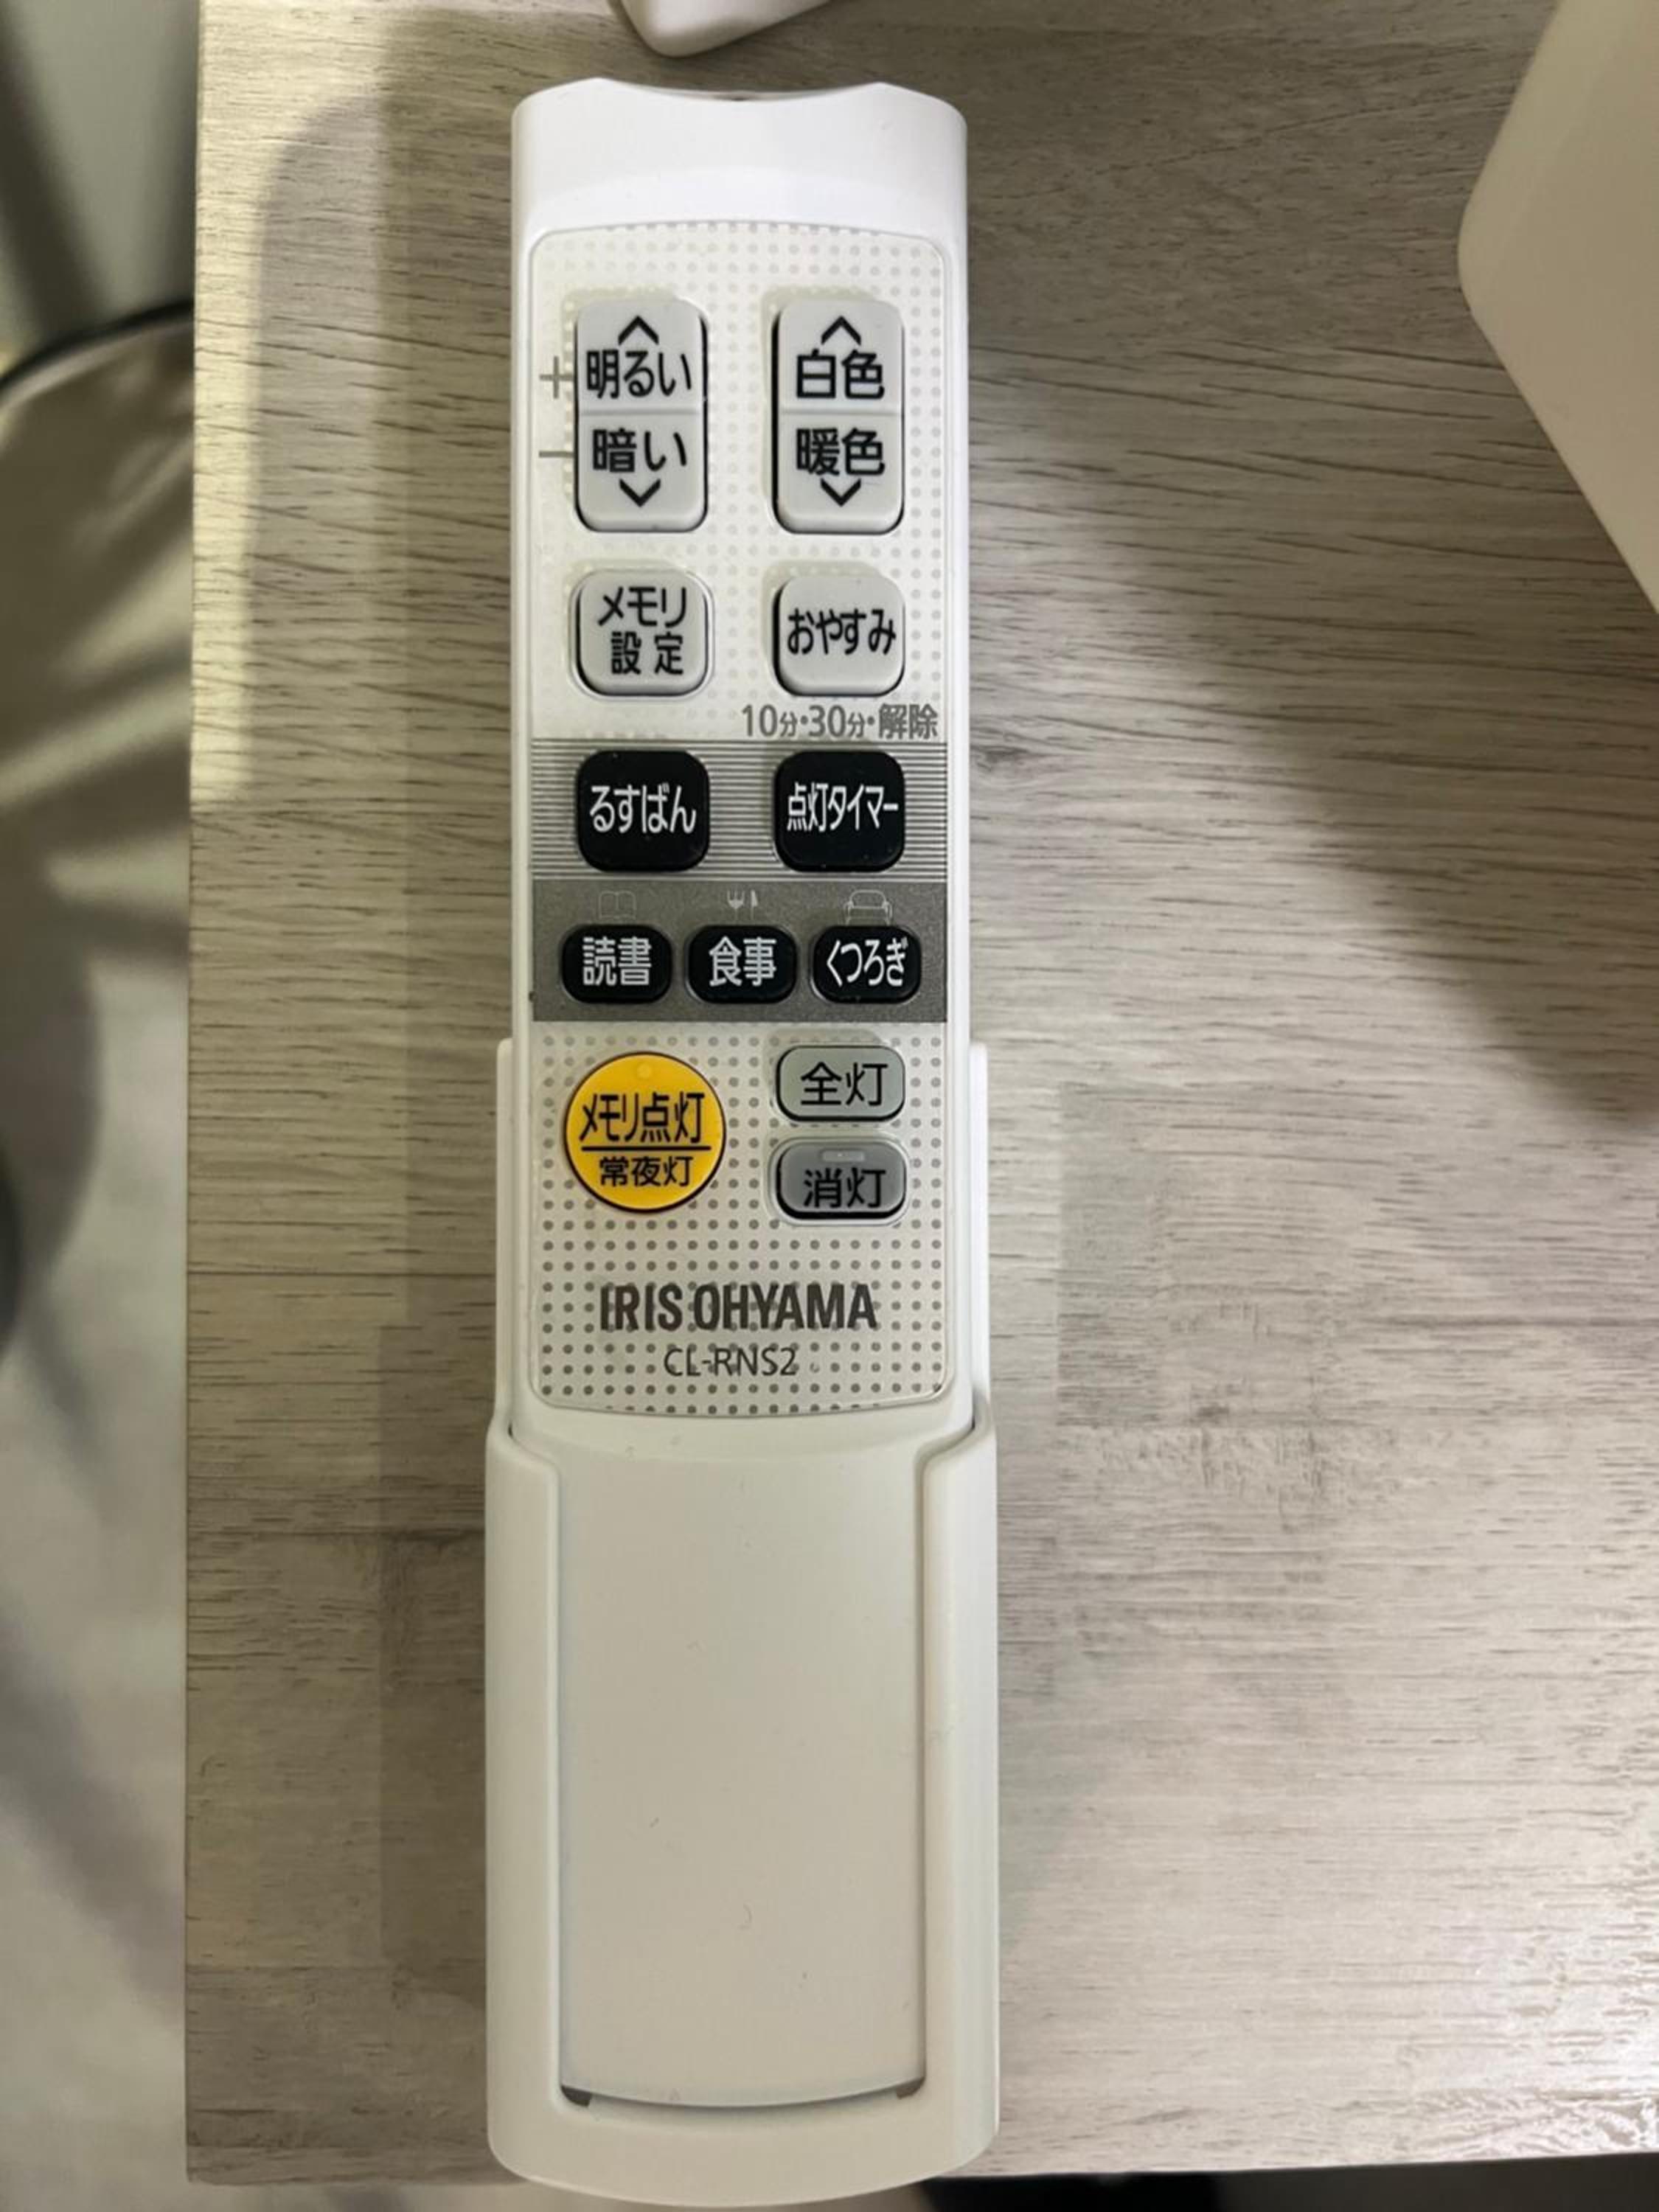 + 明るい
白色
− 暗い
暖色
メモリ
設定
おやすみ
10分・30分・解除
るすばん
点灯タイマー
読書
食事
くつろぎ
メモリ点灯
常夜灯
全灯
消灯
IRIS OHYAMA
CL-RNS2